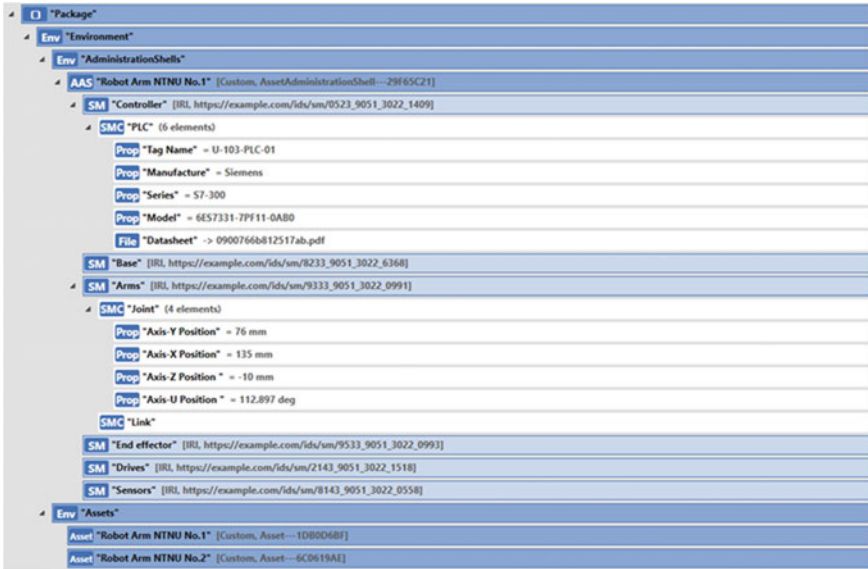 "Package"
Env "Environment"
Env "AdministrationShells"
AAS "Robot Arm NTNU No.1" [Custom, AssetAdministrationShell---29F65C21]
SM "Controller" [IRI, https://example.com/ids/sm/0523_9051_3022_1409]
SMC "PLC" (6 elements)
Prop "Tag Name" = U-103-PLC-01
Prop "Manufacture" = Siemens
Prop "Series" = S7-300
Prop "Model" = 6ES7331-7PF11-0AB0
File "Datasheet" -> 0900766b812517ab.pdf
SM "Base" [IRI, https://example.com/ids/sm/8233_9051_3022_6368]
SM "Arms" [IRI, https://example.com/ids/sm/9333_9051_3022_0991]
SMC "Joint" (4 elements)
Prop "Axis-Y Position" = 76 mm
Prop "Axis-X Position" = 135 mm
Prop "Axis-Z Position " = -10 mm
Prop "Axis-U Position " = 112.897 deg
SMC "Link"
SM "End effector" [IRI, https://example.com/ids/sm/9533_9051_3022_0993]
SM "Drives" [IRI, https://example.com/ids/sm/2143_9051_3022_1518]
SM "Sensors" [IRI, https://example.com/ids/sm/8143_9051_3022_0558]
Env "Assets"
Asset "Robot Arm NTNU No.1" [Custom, Asset---1DB0D6BF]
Asset "Robot Arm NTNU No.2" [Custom, Asset---6C0619AE]